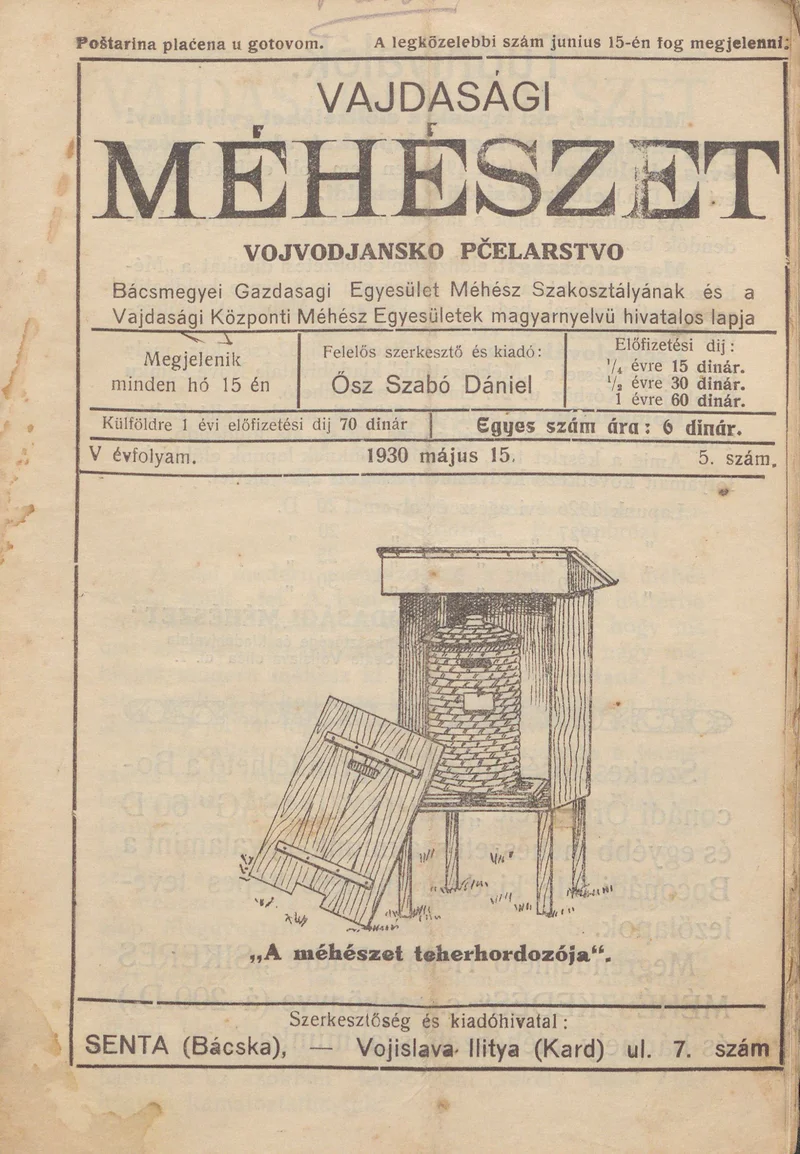 Poštarina plaćena u gotovom. A legközelebbi szám junius 15-én fog megjelenni.
VAJDASÁGI
MÉHÉSZET
VOJVODJANSKO PČELARSTVO
Bácsmegyei Gazdasagi Egyesület Méhész Szakosztályának és a
Vajdasági Központi Méhész Egyesületek magyarnyelvü hivatalos lapja
Megjelenik
minden hó 15 én
Felelős szerkesztő és kiadó:
Ősz Szabó Dániel
Előfizetési dij:
1/4 évre 15 dinár.
1/2 évre 30 dinár.
1 évre 60 dinár.
Külföldre 1 évi előfizetési dij 70 dinár
Egyes szám ára: 6 dinár.
V évfolyam. 1930 május 15. 5. szám.
„A méhészet teherhordozója“.
Szerkesztőség és kiadóhivatal:
SENTA (Bácska), — Vojislava Ilitya (Kard) ul. 7. szám